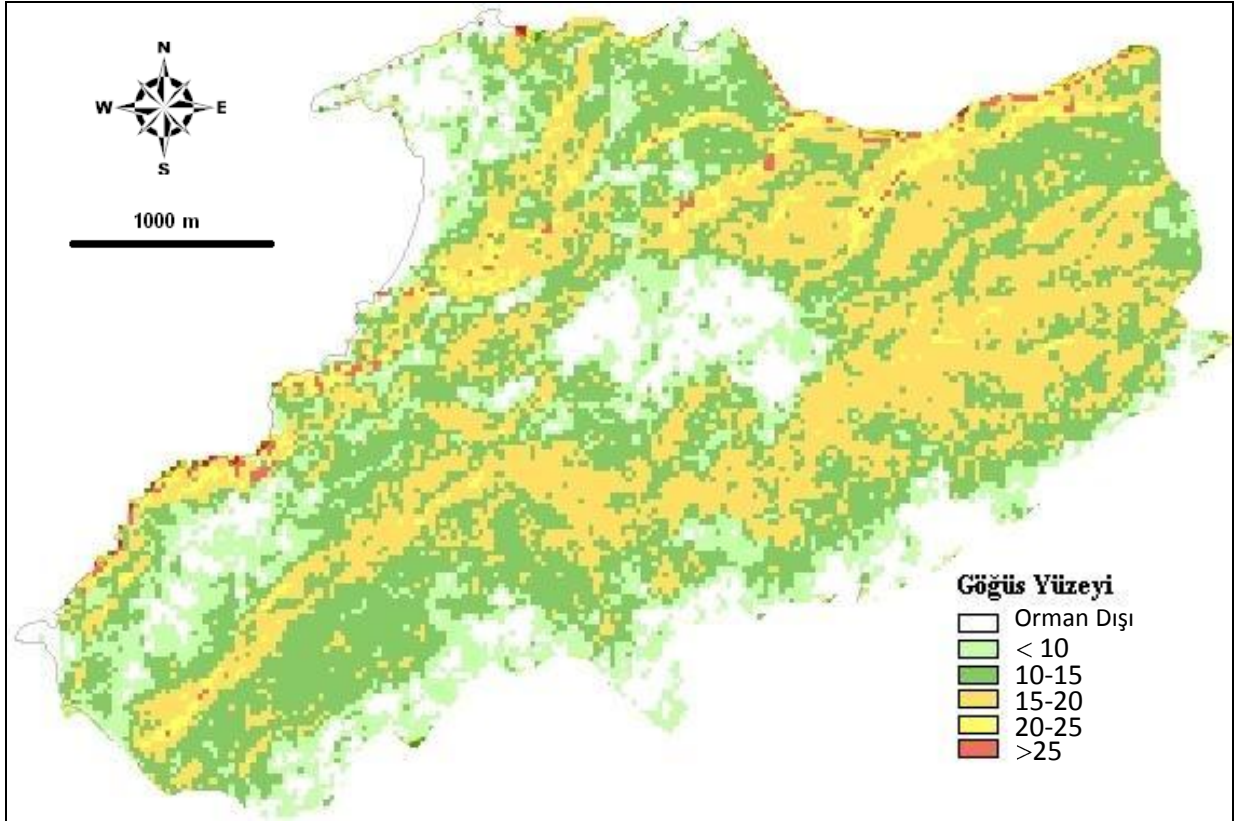 N
W E
S
1000 m
Göğüs Yüzeyi
Orman Dışı
< 10
10-15
15-20
20-25
>25